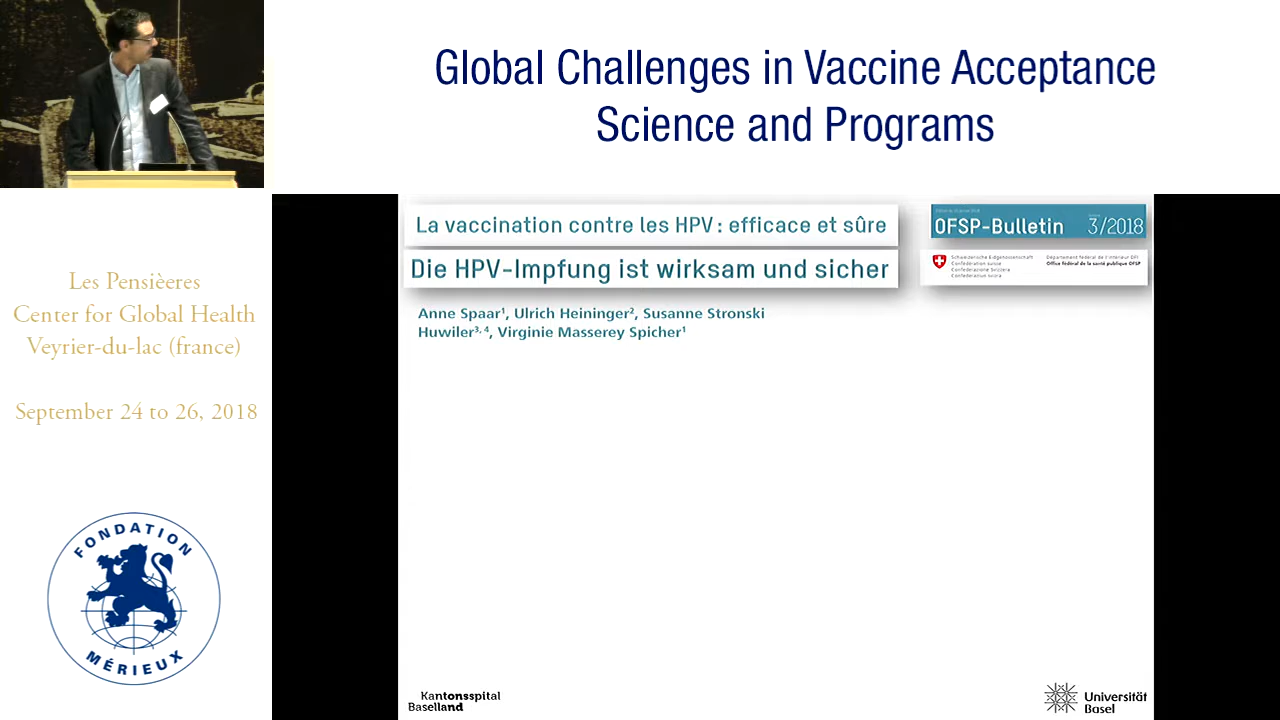 Global Challenges in Vaccine Acceptance
Science and Programs
Les Pensièeres
Center for Global Health
Veyrier-du-lac (france)
September 24 to 26, 2018
FONDATION
MÉRIEUX
La vaccination contre les HPV : efficace et sûre
Die HPV-Impfung ist wirksam und sicher
OFSP-Bulletin 3/2018
Schweizerische Eidgenossenschaft
Confédération suisse
Confederazione Svizzera
Confederaziun svizra
Département fédéral de l'intérieur DFI
Office fédéral de la santé publique OFSP
Anne Spaar¹, Ulrich Heininger², Susanne Stronski
Huwiler³˒⁴, Virginie Masserey Spicher¹
Kantonsspital
Baselland
Universität
Basel